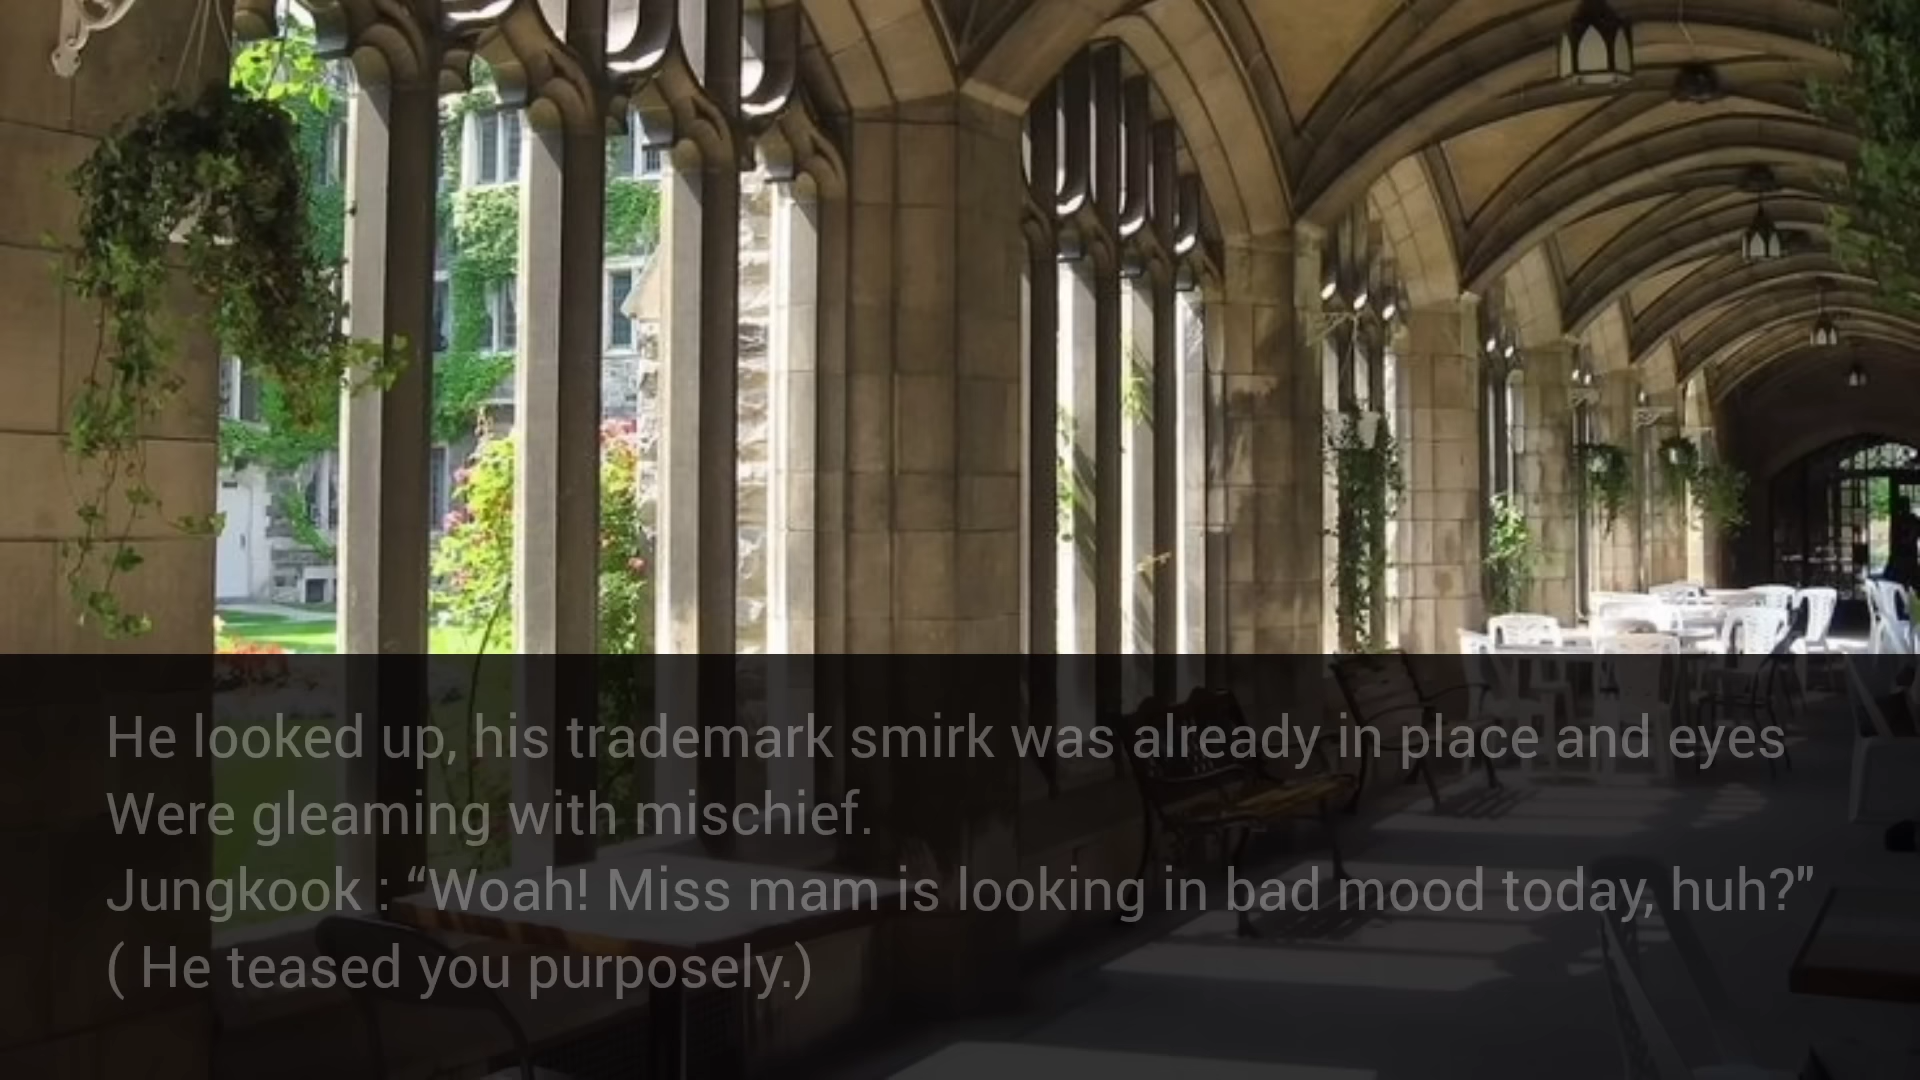 He looked up, his trademark smirk was already in place and eyes
Were gleaming with mischief.
Jungkook : “Woah! Miss mam is looking in bad mood today, huh?”
( He teased you purposely.)